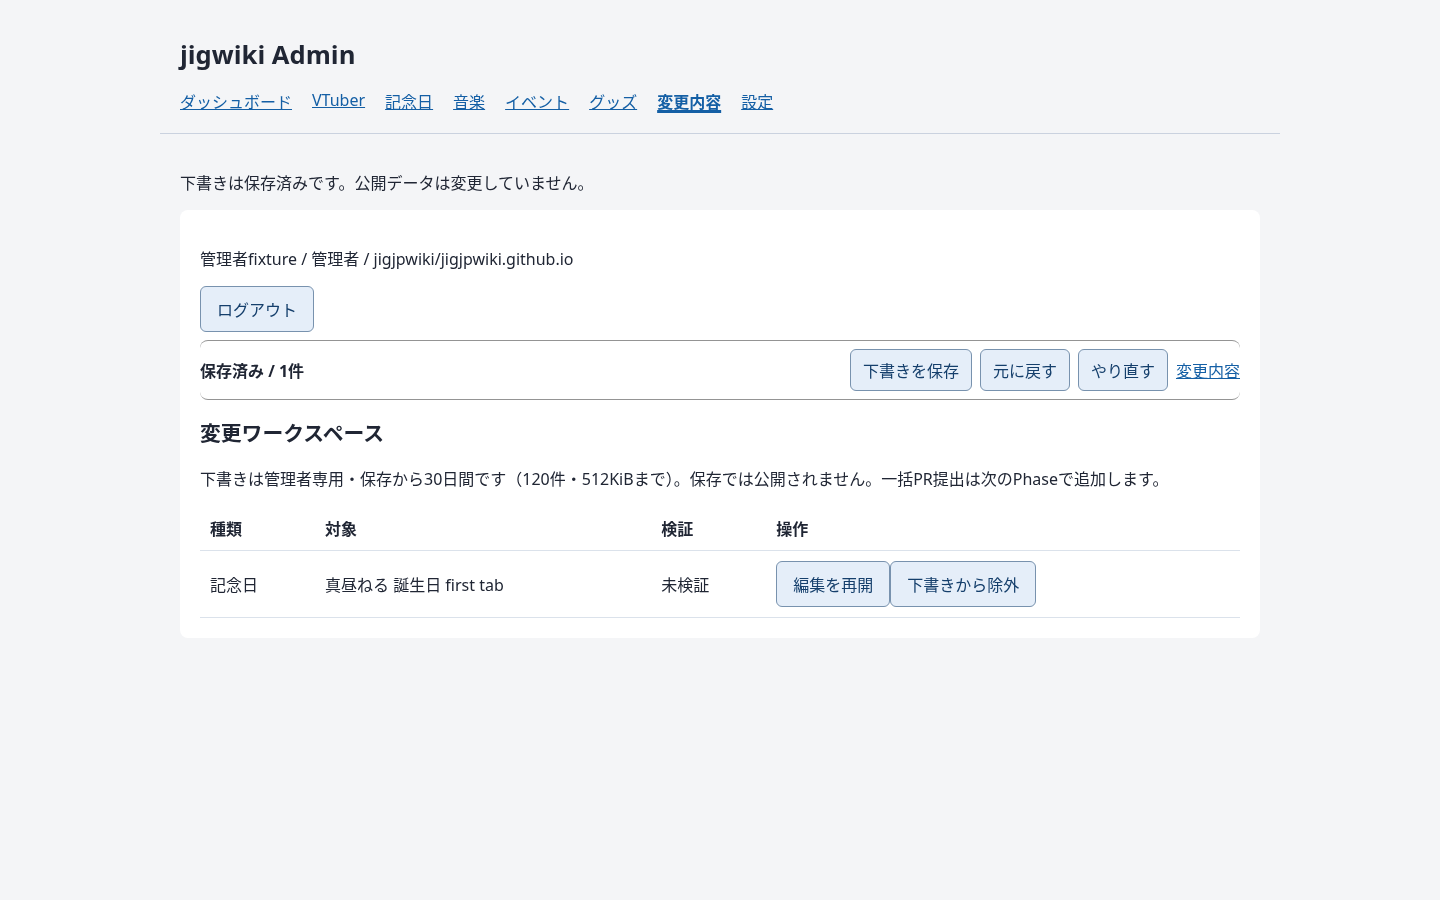 jigwiki Admin
ダッシュボード VTuber 記念日 音楽 イベント グッズ 変更内容 設定
下書きは保存済みです。公開データは変更していません。
管理者fixture / 管理者 / jigjpwiki/jigjpwiki.github.io
ログアウト
保存済み / 1件 下書きを保存 元に戻す やり直す 変更内容
変更ワークスペース
下書きは管理者専用・保存から30日間です（120件・512KiBまで）。保存では公開されません。一括PR提出は次のPhaseで追加します。
種類 対象 検証 操作
記念日 真昼ねる 誕生日 first tab 未検証 編集を再開 下書きから除外